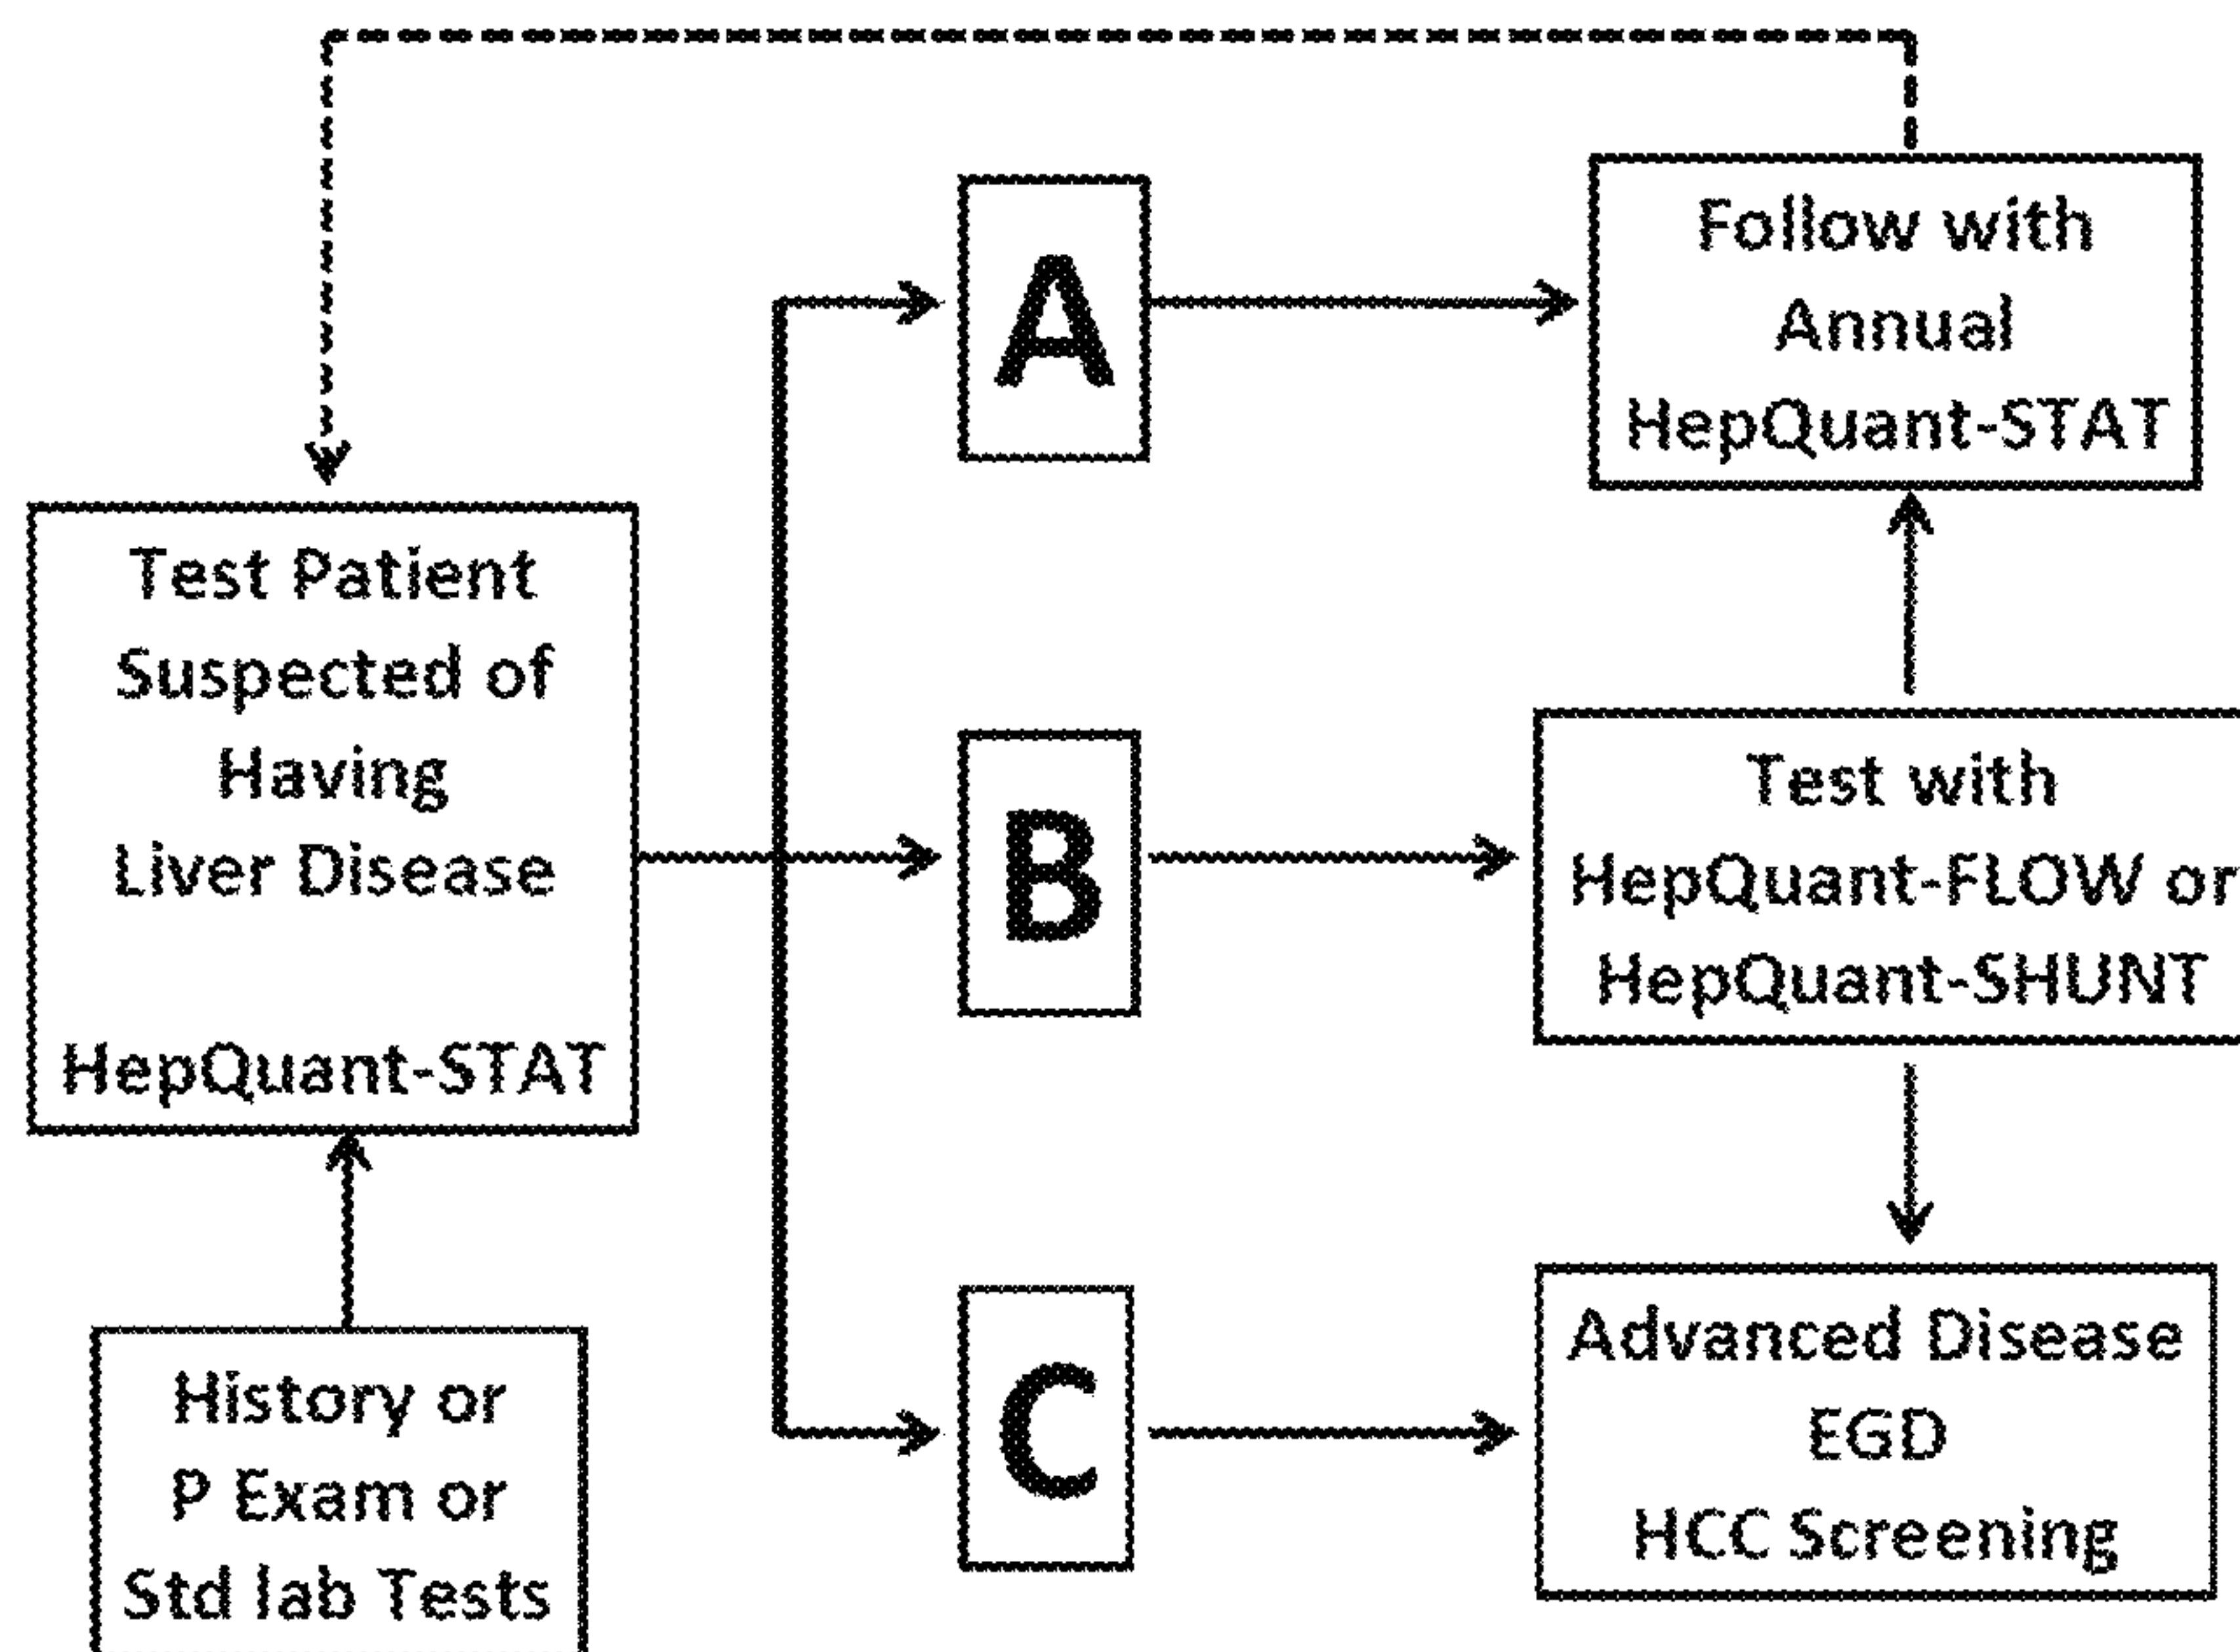 Test Patient
Suspected of
Having
Liver Disease
HepQuant-STAT
History or
P Exam or
Std lab Tests
A
B
C
Follow with
Annual
HepQuant-STAT
Test with
HepQuant-FLOW or
HepQuant-SHUNT
Advanced Disease
EGD
HCC Screening